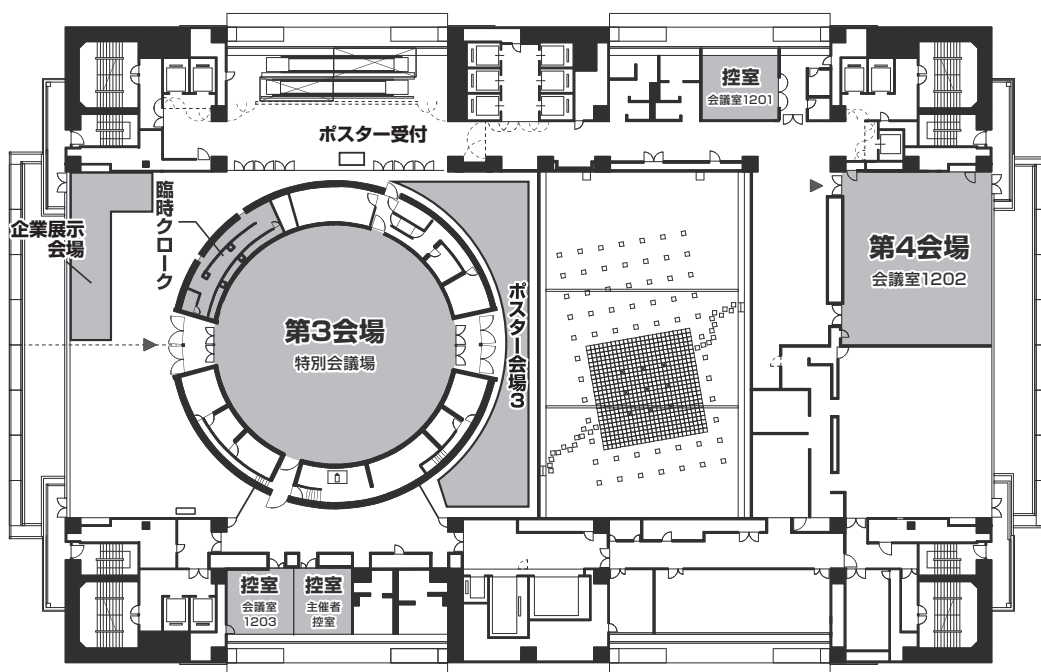 控室
会議室1201
ポスター受付
臨時クローク
企業展示
会場
第3会場
特別会議場
ポスター会場3
第4会場
会議室1202
控室
会議室
1203
控室
主催者
控室